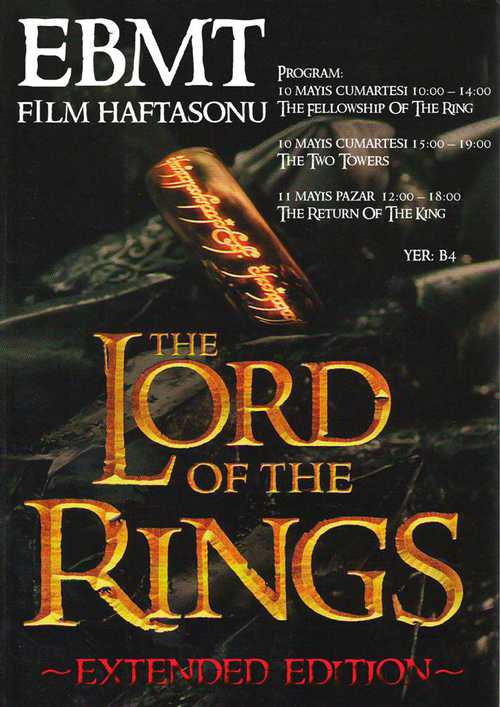 EBMT
FILM HAFTASONU
PROGRAM:
10 MAYIS CUMARTESI 10:00 – 14:00
THE FELLOWSHIP OF THE RING
10 MAYIS CUMARTESI 15:00 – 19:00
THE TWO TOWERS
11 MAYIS PAZAR 12:00 – 18:00
THE RETURN OF THE KING
YER: B4
THE
LORD
OF THE
RINGS
~EXTENDED EDITION~